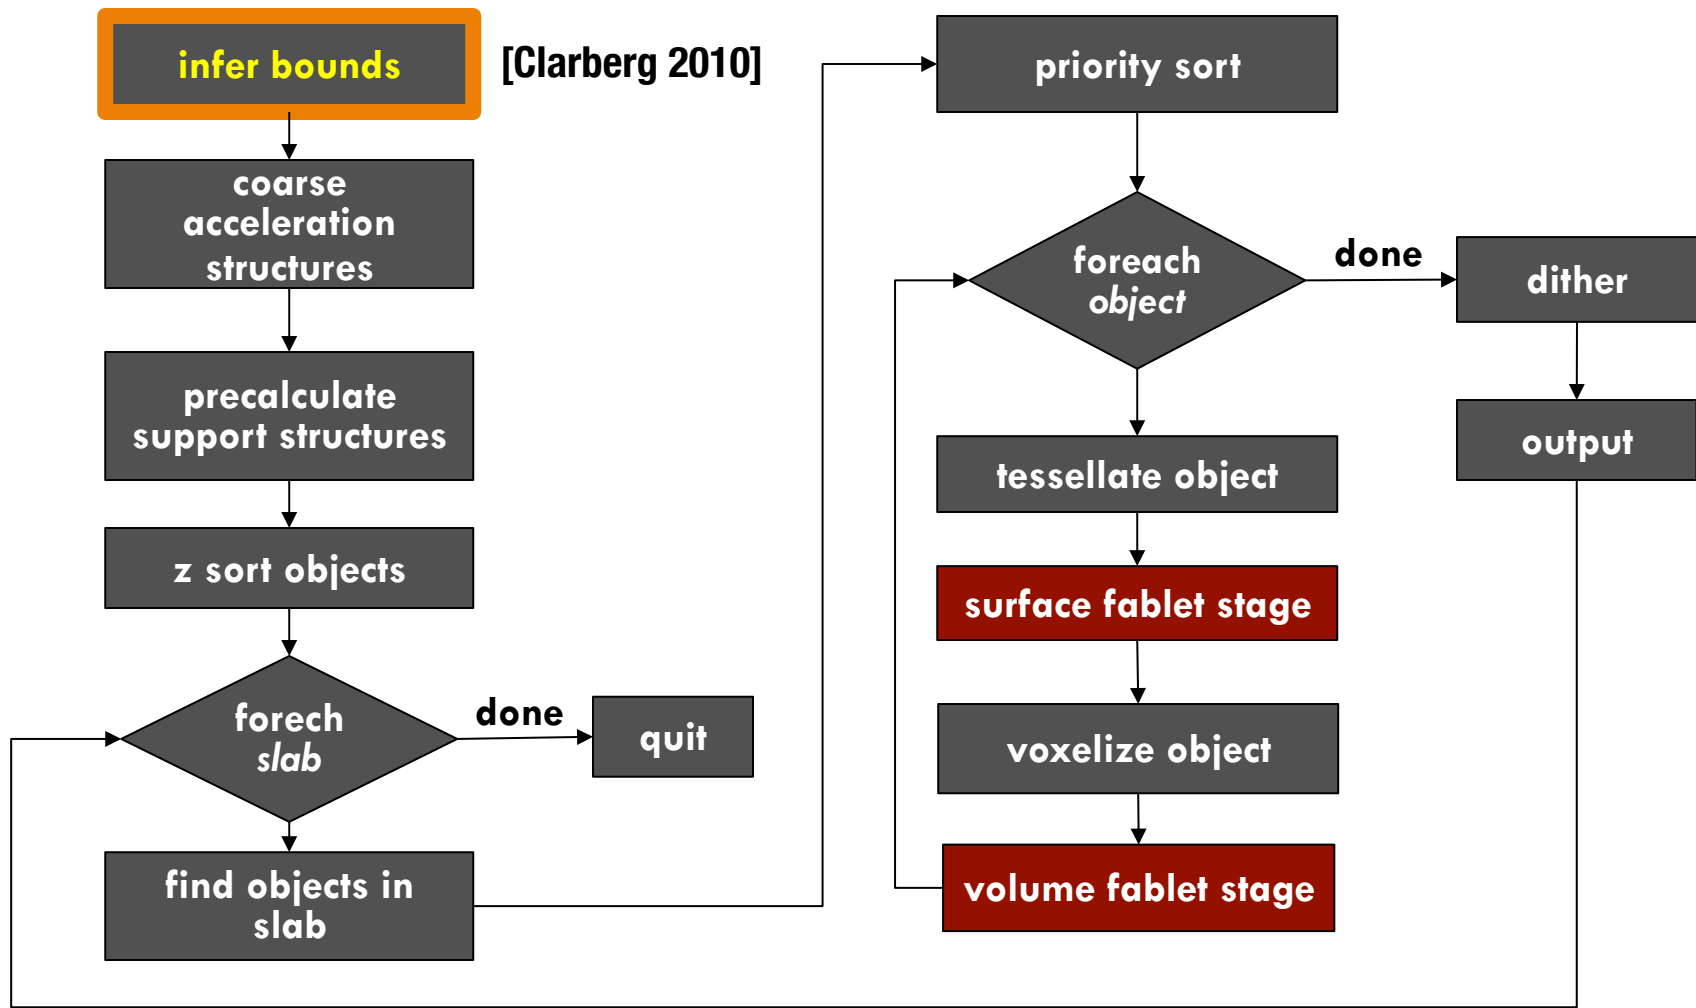 infer bounds
[Clarberg 2010]
coarse
acceleration
structures
precalculate
support structures
z sort objects
forech
slab
done
quit
find objects in
slab
priority sort
foreach
object
done
dither
output
tessellate object
surface fablet stage
voxelize object
volume fablet stage